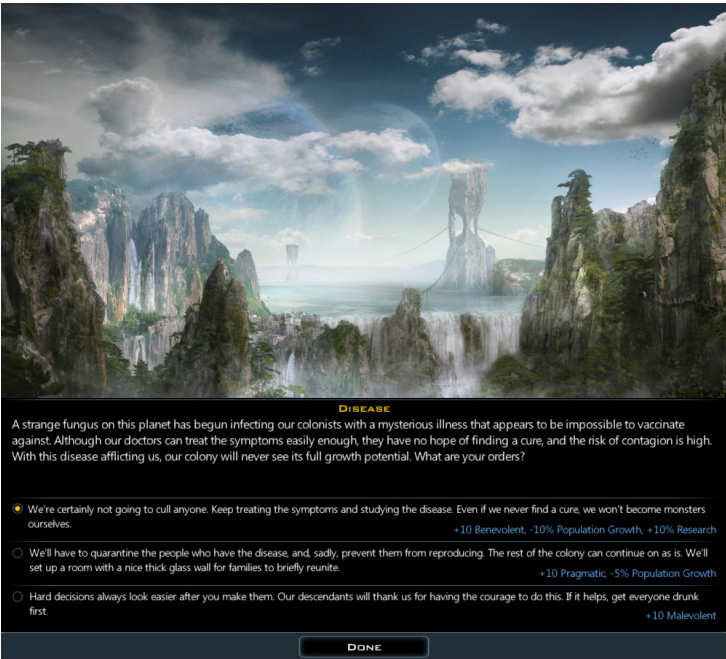 DISEASE
A strange fungus on this planet has begun infecting our colonists with a mysterious illness that appears to be impossible to vaccinate
against. Although our doctors can treat the symptoms easily enough, they have no hope of finding a cure, and the risk of contagion is high.
With this disease afflicting us, our colony will never see its full growth potential. What are your orders?
We're certainly not going to cull anyone. Keep treating the symptoms and studying the disease. Even if we never find a cure, we won't become monsters
ourselves.
+10 Benevolent, -10% Population Growth, +10% Research
We'll have to quarantine the people who have the disease, and, sadly, prevent them from reproducing. The rest of the colony can continue on as is. We'll
set up a room with a nice thick glass wall for families to briefly reunite.
+10 Pragmatic, -5% Population Growth
Hard decisions always look easier after you make them. Our descendants will thank us for having the courage to do this. If it helps, get everyone drunk
first.
+10 Malevolent
DONE